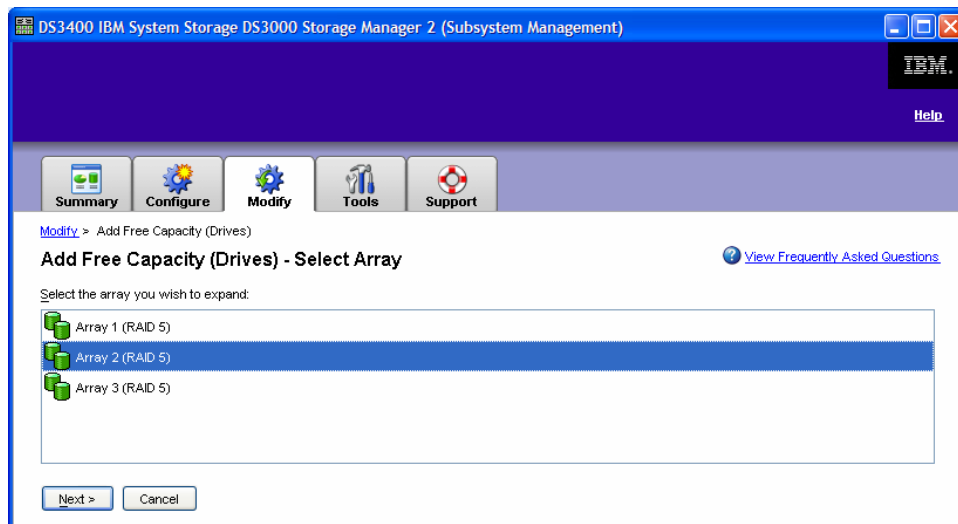 DS3400 IBM System Storage DS3000 Storage Manager 2 (Subsystem Management)
IBM.
Help
Summary Configure Modify Tools Support
Modify > Add Free Capacity (Drives)
Add Free Capacity (Drives) - Select Array
View Frequently Asked Questions
Select the array you wish to expand:
Array 1 (RAID 5)
Array 2 (RAID 5)
Array 3 (RAID 5)
Next > Cancel